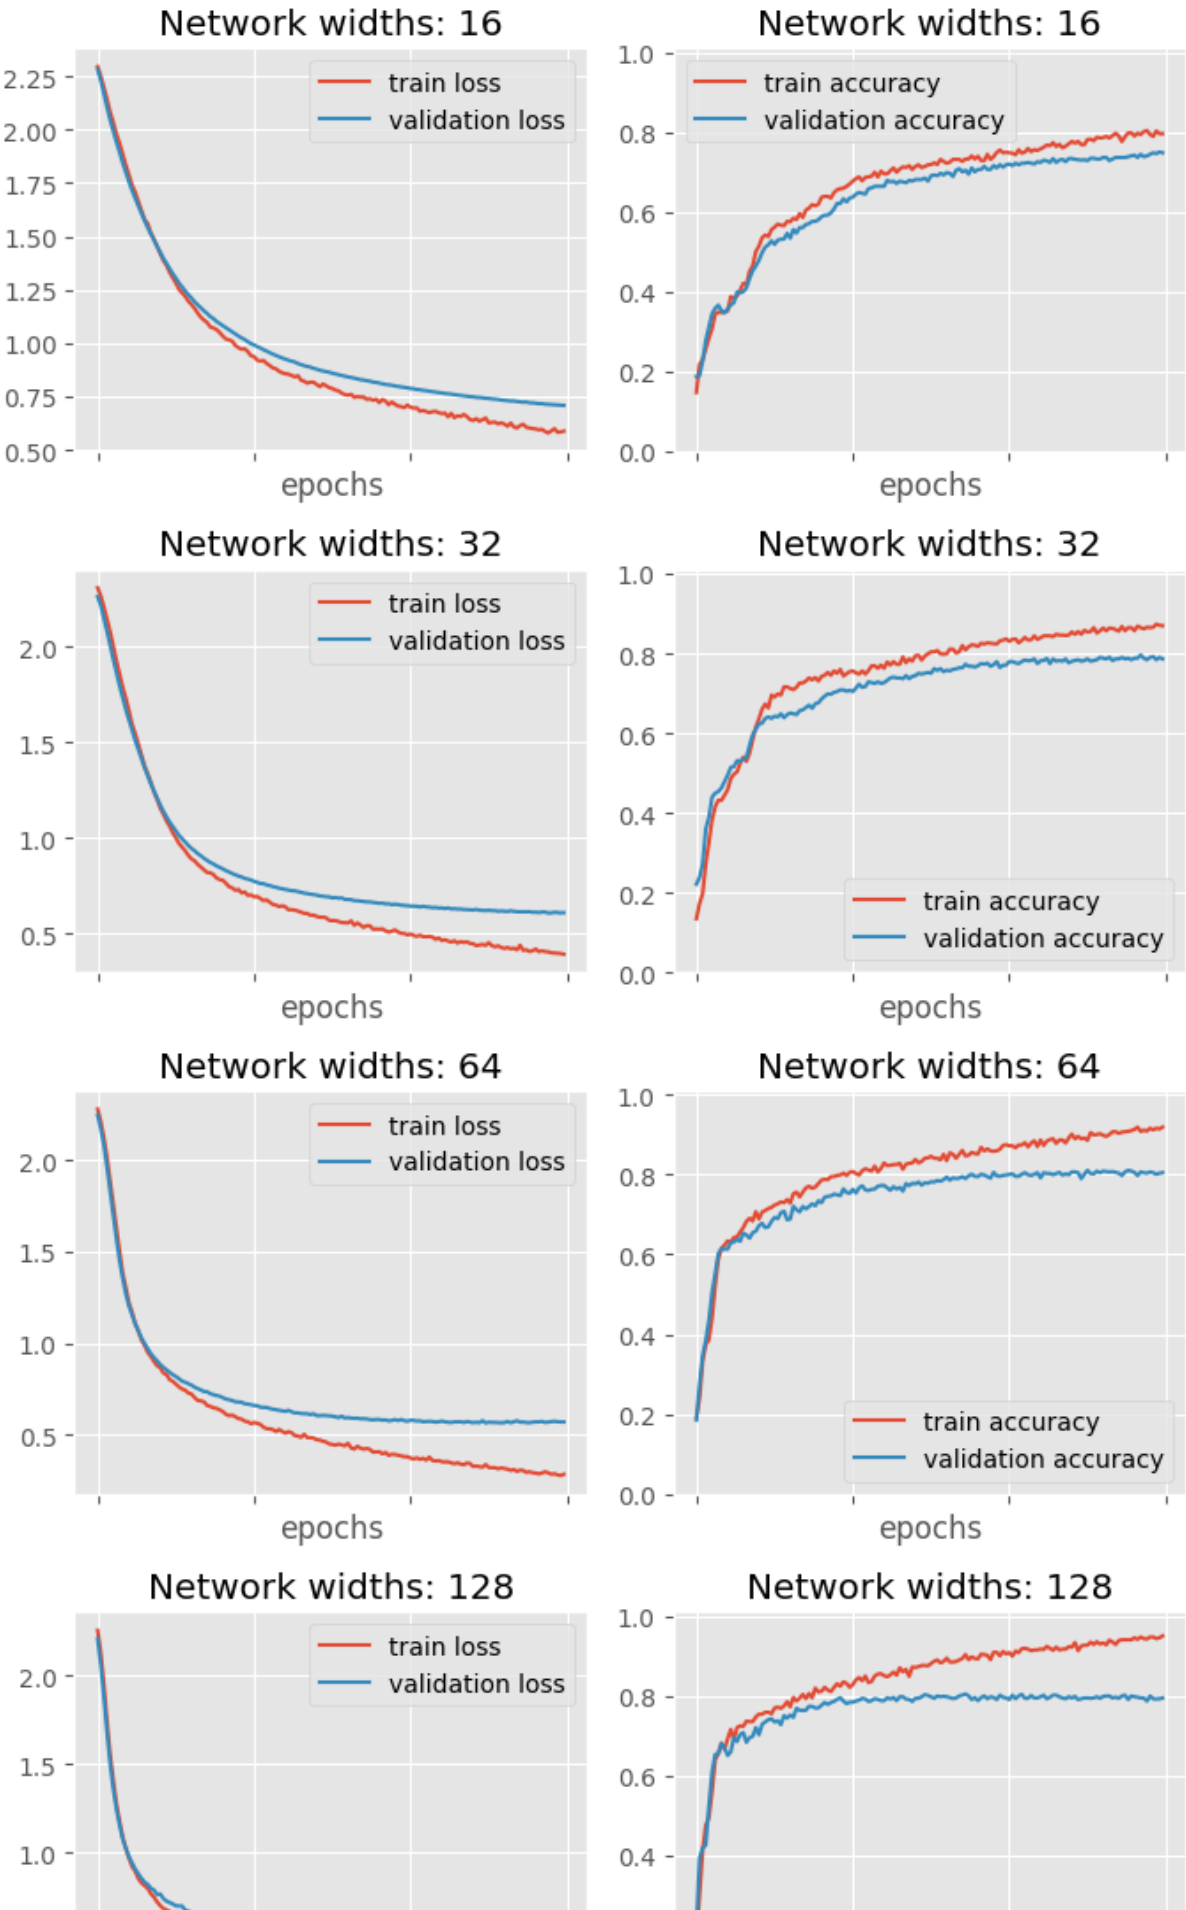 Network widths: 16
2.25
2.00
1.75
1.50
1.25
1.00
0.75
0.50
train loss
validation loss
epochs
Network widths: 16
1.0
0.8
0.6
0.4
0.2
0.0
train accuracy
validation accuracy
epochs
Network widths: 32
2.0
1.5
1.0
0.5
train loss
validation loss
epochs
Network widths: 32
1.0
0.8
0.6
0.4
0.2
0.0
train accuracy
validation accuracy
epochs
Network widths: 64
2.0
1.5
1.0
0.5
train loss
validation loss
epochs
Network widths: 64
1.0
0.8
0.6
0.4
0.2
0.0
train accuracy
validation accuracy
epochs
Network widths: 128
2.0
1.5
1.0
train loss
validation loss
Network widths: 128
1.0
0.8
0.6
0.4
train accuracy
validation accuracy